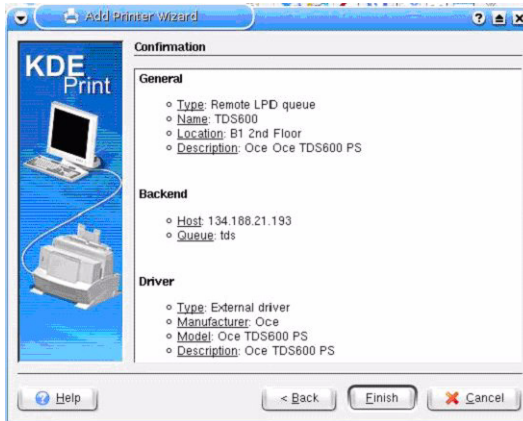 Add Printer Wizard
KDE
Print
Confirmation
General
Type: Remote LPD queue
Name: TDS600
Location: B1 2nd Floor
Description: Oce Oce TDS600 PS
Backend
Host: 134.188.21.193
Queue: tds
Driver
Type: External driver
Manufacturer: Oce
Model: Oce TDS600 PS
Description: Oce TDS600 PS
Help
< Back
Finish
Cancel